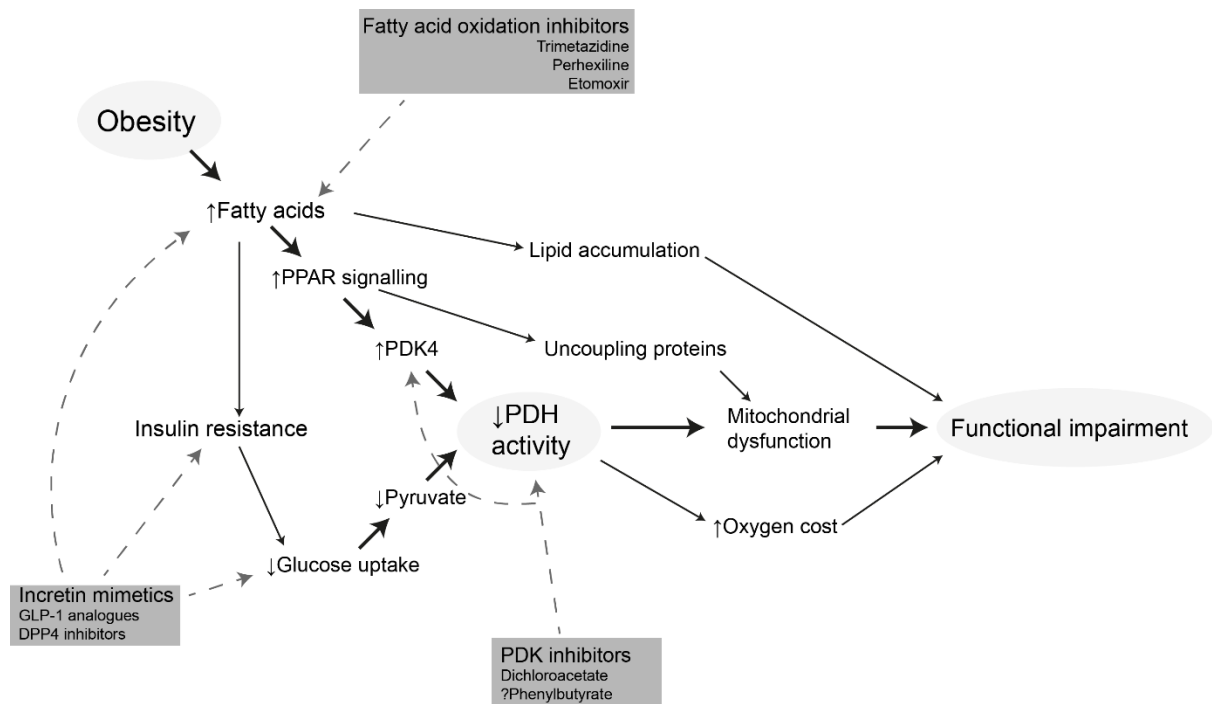 Fatty acid oxidation inhibitors
Trimetazidine
Perhexiline
Etomoxir
Obesity
↑Fatty acids
Lipid accumulation
↑PPAR signalling
↑PDK4
Uncoupling proteins
↓PDH
activity
Mitochondrial
dysfunction
Functional impairment
Insulin resistance
↓Pyruvate
↑Oxygen cost
↓Glucose uptake
Incretin mimetics
GLP-1 analogues
DPP4 inhibitors
PDK inhibitors
Dichloroacetate
?Phenylbutyrate